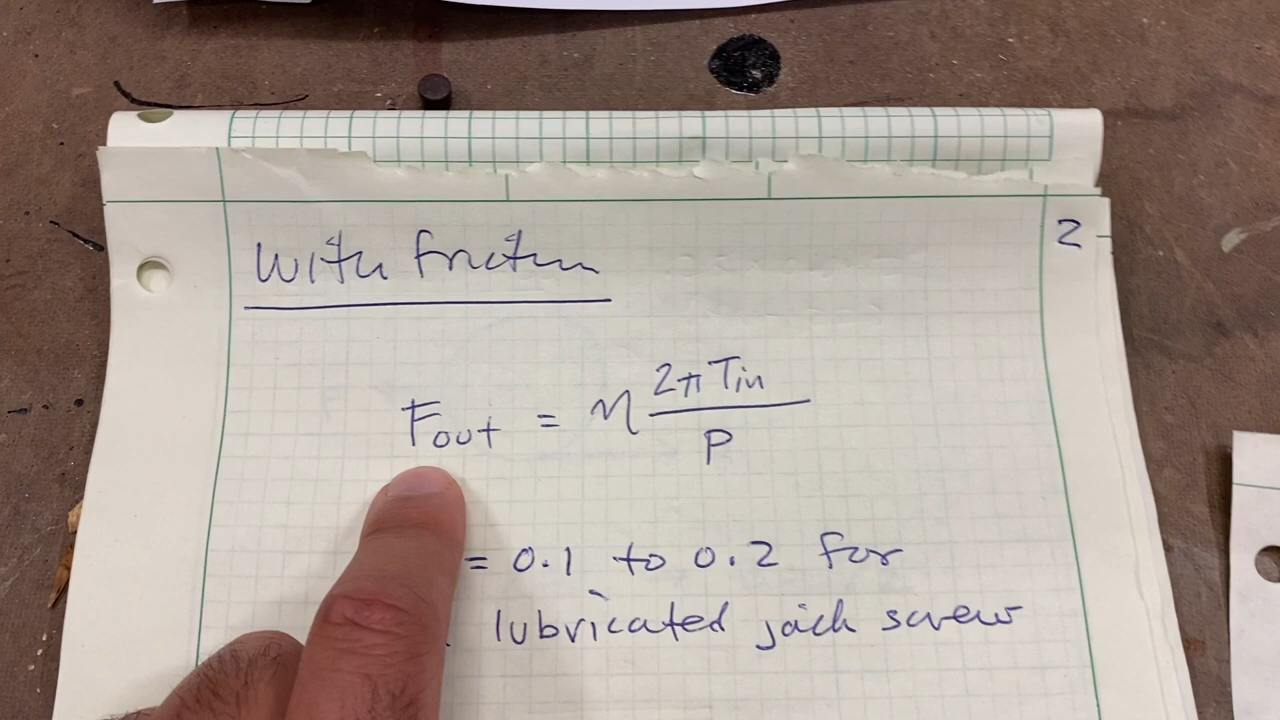 2
With friction
Fout = η 2π Tin / P
= 0.1 to 0.2 for
lubricated jack screw